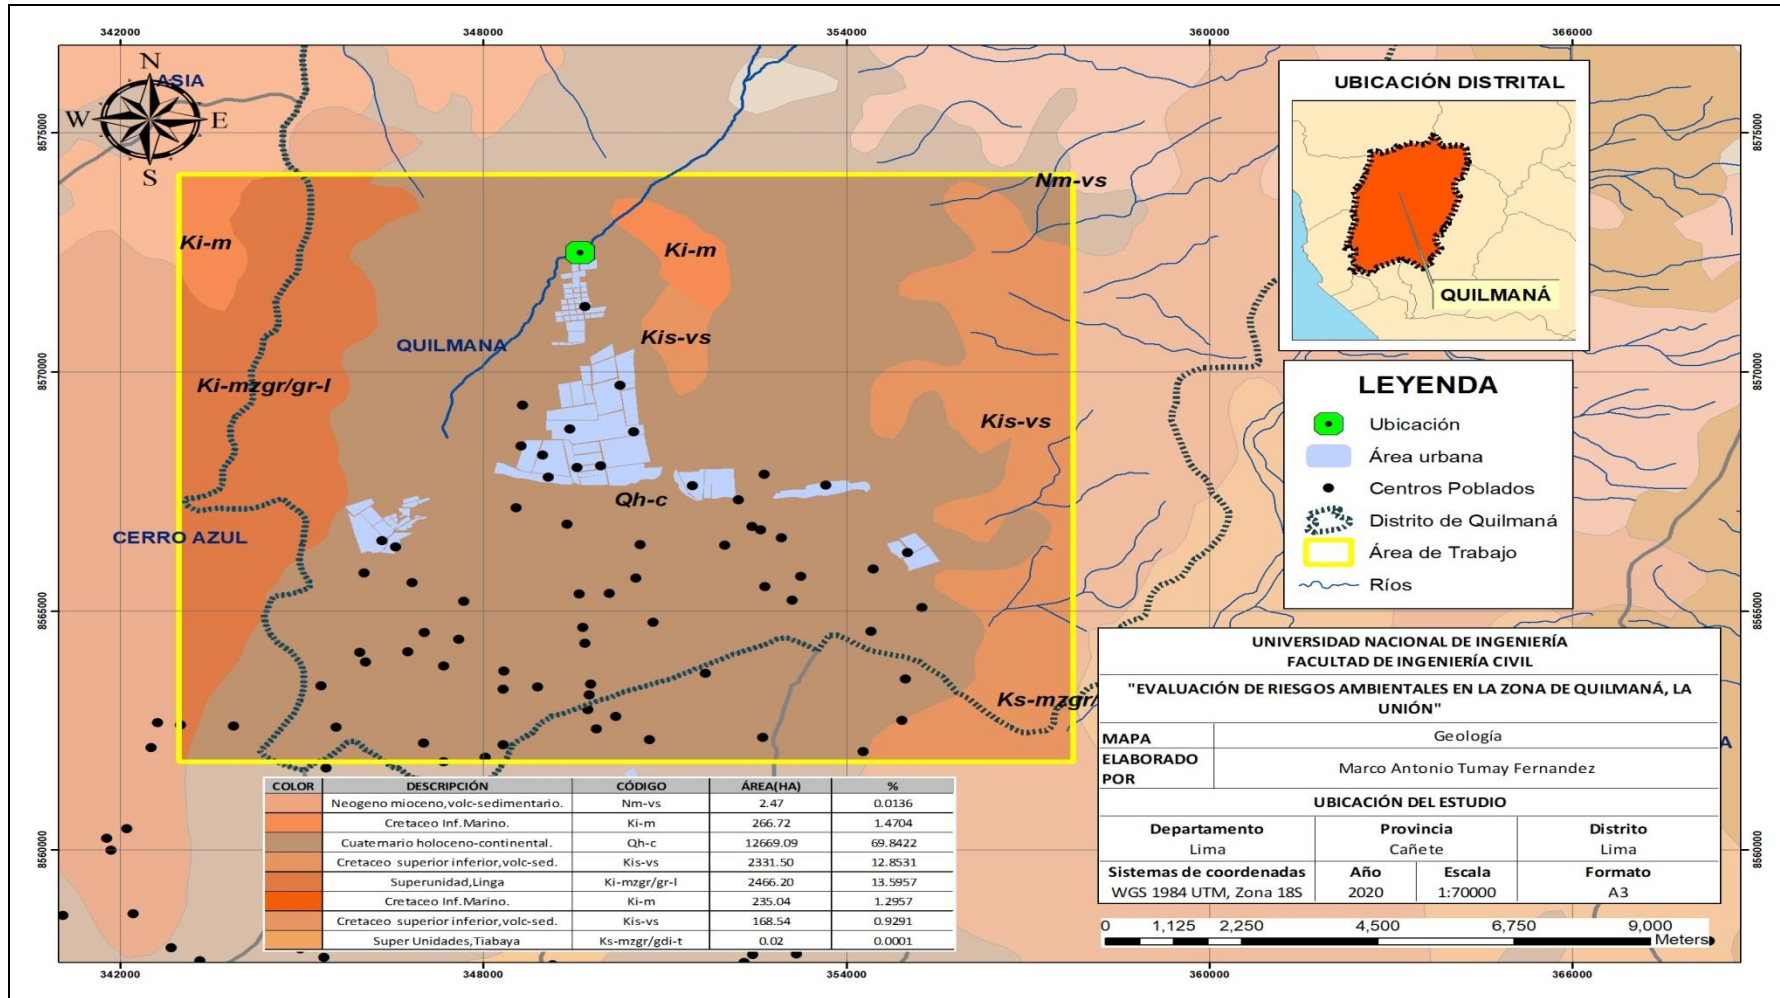 342000 348000 354000 360000 366000
8575000 8570000 8565000 8560000
N
W E
S
ASIA
Nm-vs
Ki-m
Ki-m
QUILMANA
Kis-vs
Ki-mzgr/gr-l
Kis-vs
Qh-c
CERRO AZUL
Ks-mzgr/
A
UBICACIÓN DISTRITAL
QUILMANÁ
LEYENDA
Ubicación
Área urbana
Centros Poblados
Distrito de Quilmaná
Área de Trabajo
Ríos
UNIVERSIDAD NACIONAL DE INGENIERÍA
FACULTAD DE INGENIERÍA CIVIL
"EVALUACIÓN DE RIESGOS AMBIENTALES EN LA ZONA DE QUILMANÁ, LA
UNIÓN"
MAPA Geología
ELABORADO
POR Marco Antonio Tumay Fernandez
UBICACIÓN DEL ESTUDIO
Departamento Provincia Distrito
Lima Cañete Lima
Sistemas de coordenadas Año Escala Formato
WGS 1984 UTM, Zona 18S 2020 1:70000 A3
0 1,125 2,250 4,500 6,750 9,000
Meters
COLOR DESCRIPCIÓN CÓDIGO ÁREA(HA) %
Neogeno mioceno,volc-sedimentario. Nm-vs 2.47 0.0136
Cretaceo Inf.Marino. Ki-m 266.72 1.4704
Cuaternario holoceno-continental. Qh-c 12669.09 69.8422
Cretaceo superior inferior,volc-sed. Kis-vs 2331.50 12.8531
Superunidad,Linga Ki-mzgr/gr-l 2466.20 13.5957
Cretaceo Inf.Marino. Ki-m 235.04 1.2957
Cretaceo superior inferior,volc-sed. Kis-vs 168.54 0.9291
Super Unidades,Tiabaya Ks-mzgr/gdi-t 0.02 0.0001
342000 348000 354000 360000 366000
8575000 8570000 8565000 8560000